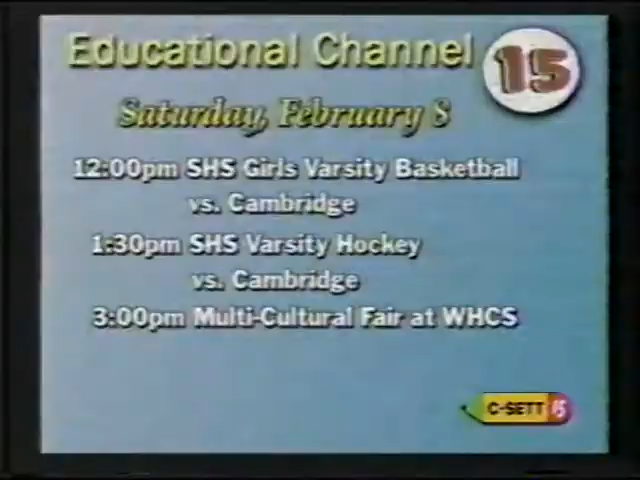 Educational Channel 15
Saturday, February 8
12:00pm SHS Girls Varsity Basketball
vs. Cambridge
1:30pm SHS Varsity Hockey
vs. Cambridge
3:00pm Multi-Cultural Fair at WHCS
C-SETT 15